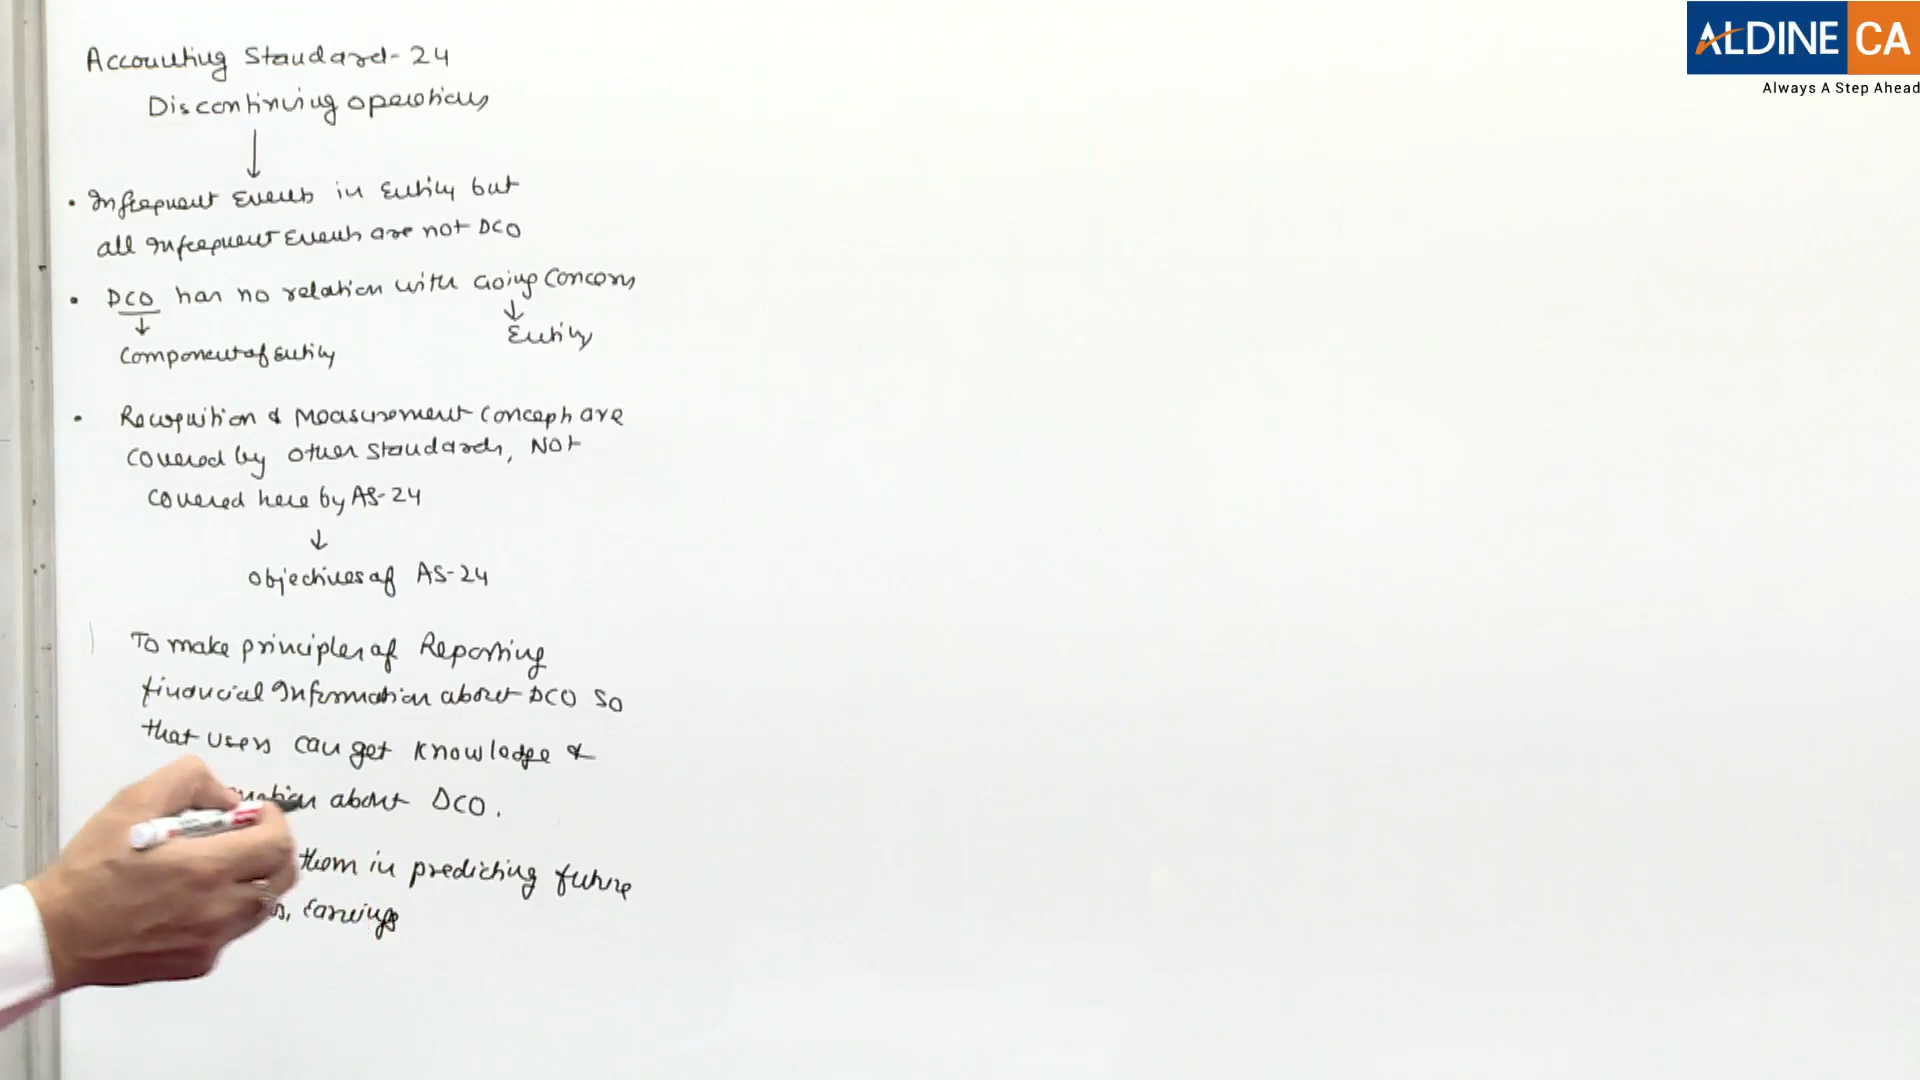 Accounting Standard-24
Discontinuing operations
• Infrequent Events in Entity but
all Infrequent Events are not DCO
• DCO has no relation with Going Concern
Entity
Component of Entity
• Recognition & Measurement Concepts are
covered by other standards, Not
covered here by AS-24
Objectives of AS-24
To make principles of Reporting
financial Information about DCO so
that users can get knowledge &
about DCO.
them in predicting future
Earnings
ALDINE CA
Always A Step Ahead